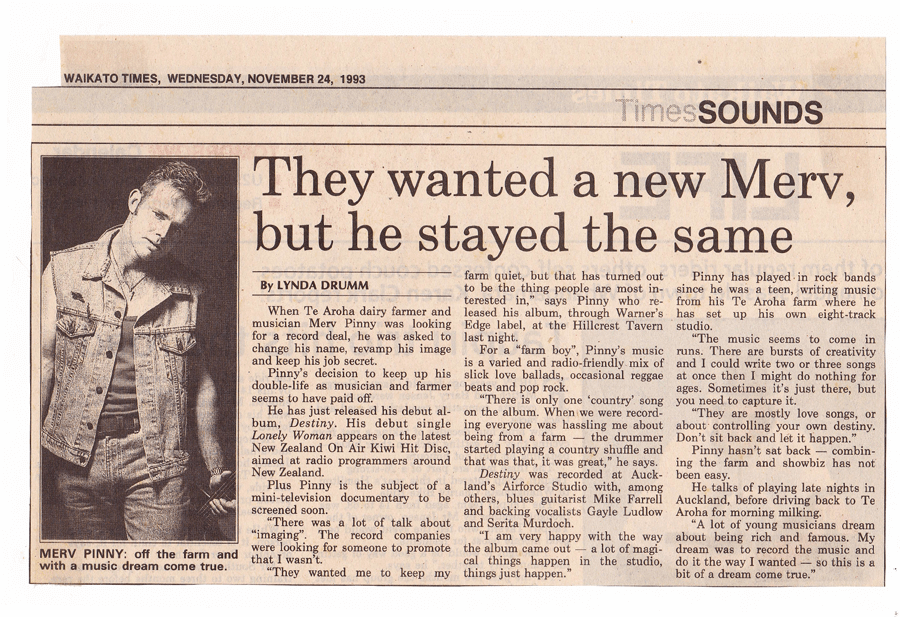 WAIKATO TIMES, WEDNESDAY, NOVEMBER 24, 1993
TimesSOUNDS
They wanted a new Merv,
but he stayed the same
By LYNDA DRUMM
When Te Aroha dairy farmer and
musician Merv Pinny was looking
for a record deal, he was asked to
change his name, revamp his image
and keep his job secret.
Pinny's decision to keep up his
double-life as musician and farmer
seems to have paid off.
He has just released his debut al-
bum, Destiny. His debut single
Lonely Woman appears on the latest
New Zealand On Air Kiwi Hit Disc,
aimed at radio programmers around
New Zealand.
Plus Pinny is the subject of a
mini-television documentary to be
screened soon.
"There was a lot of talk about
"imaging". The record companies
were looking for someone to promote
that I wasn't.
"They wanted me to keep my
farm quiet, but that has turned out
to be the thing people are most in-
terested in," says Pinny who re-
leased his album, through Warner's
Edge label, at the Hillcrest Tavern
last night.
For a "farm boy", Pinny's music
is a varied and radio-friendly mix of
slick love ballads, occasional reggae
beats and pop rock.
"There is only one 'country' song
on the album. When we were record-
ing everyone was hassling me about
being from a farm — the drummer
started playing a country shuffle and
that was that, it was great," he says.
Destiny was recorded at Auck-
land's Airforce Studio with, among
others, blues guitarist Mike Farrell
and backing vocalists Gayle Ludlow
and Serita Murdoch.
"I am very happy with the way
the album came out — a lot of magi-
cal things happen in the studio,
things just happen."
Pinny has played in rock bands
since he was a teen, writing music
from his Te Aroha farm where he
has set up his own eight-track
studio.
"The music seems to come in
runs. There are bursts of creativity
and I could write two or three songs
at once then I might do nothing for
ages. Sometimes it's just there, but
you need to capture it.
"They are mostly love songs, or
about controlling your own destiny.
Don't sit back and let it happen."
Pinny hasn't sat back — combin-
ing the farm and showbiz has not
been easy.
He talks of playing late nights in
Auckland, before driving back to Te
Aroha for morning milking.
"A lot of young musicians dream
about being rich and famous. My
dream was to record the music and
do it the way I wanted — so this is a
bit of a dream come true."
MERV PINNY: off the farm and
with a music dream come true.